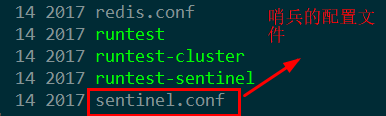 14 2017 redis.conf
14 2017 runtest
14 2017 runtest-cluster
14 2017 runtest-sentinel
14 2017 sentinel.conf
哨兵的配置文
件